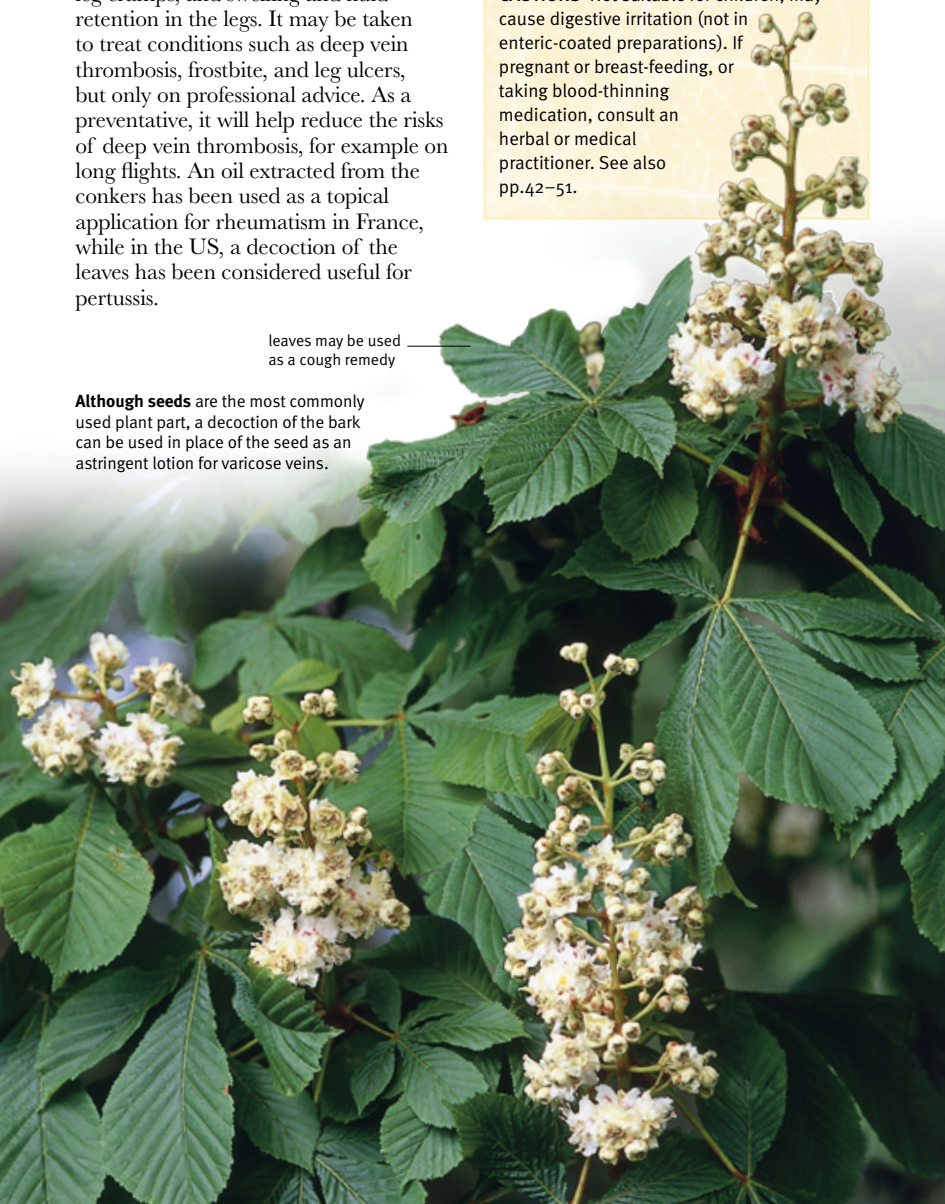 leg cramps, and swelling and fluid
retention in the legs. It may be taken
to treat conditions such as deep vein
thrombosis, frostbite, and leg ulcers,
but only on professional advice. As a
preventative, it will help reduce the risks
of deep vein thrombosis, for example on
long flights. An oil extracted from the
conkers has been used as a topical
application for rheumatism in France,
while in the US, a decoction of the
leaves has been considered useful for
pertussis.
CAUTIONS Not suitable for children; may
cause digestive irritation (not in
enteric-coated preparations). If
pregnant or breast-feeding, or
taking blood-thinning
medication, consult an
herbal or medical
practitioner. See also
pp.42–51.
leaves may be used
as a cough remedy
Although seeds are the most commonly
used plant part, a decoction of the bark
can be used in place of the seed as an
astringent lotion for varicose veins.